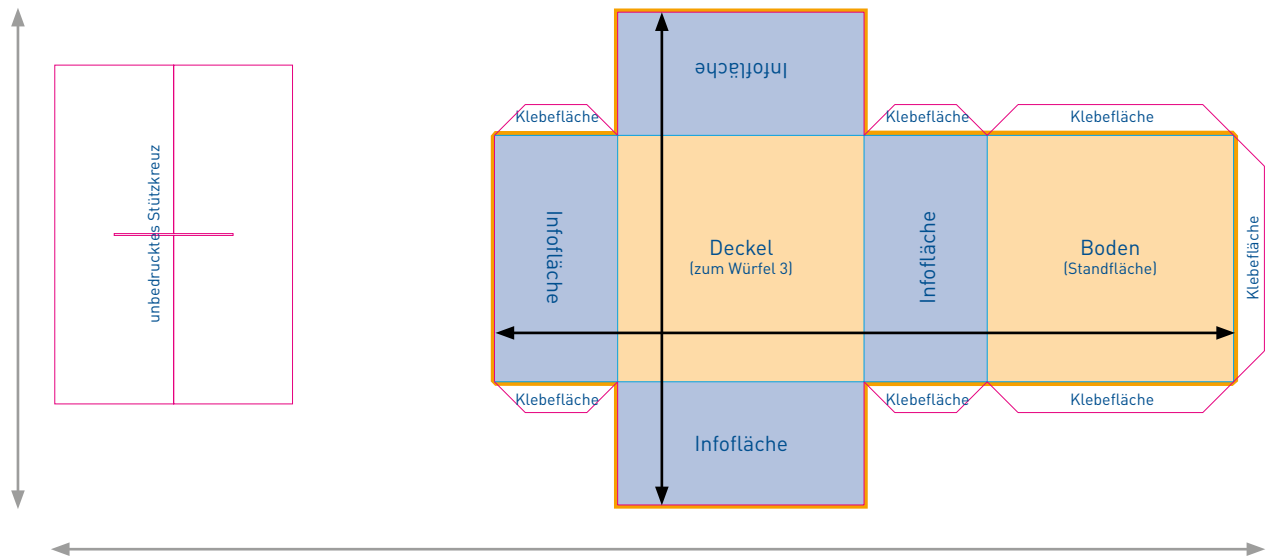 unbedrucktes Stützkreuz
Infofläche
Klebefläche
Klebefläche
Klebefläche
Infofläche
Deckel
(zum Würfel 3)
Infofläche
Boden
(Standfläche)
Klebefläche
Klebefläche
Klebefläche
Klebefläche
Infofläche